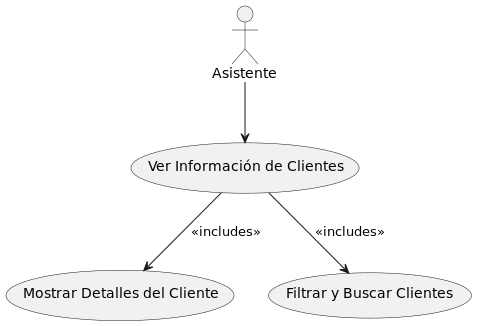 Asistente
Ver Información de Clientes
«includes»
«includes»
Mostrar Detalles del Cliente
Filtrar y Buscar Clientes